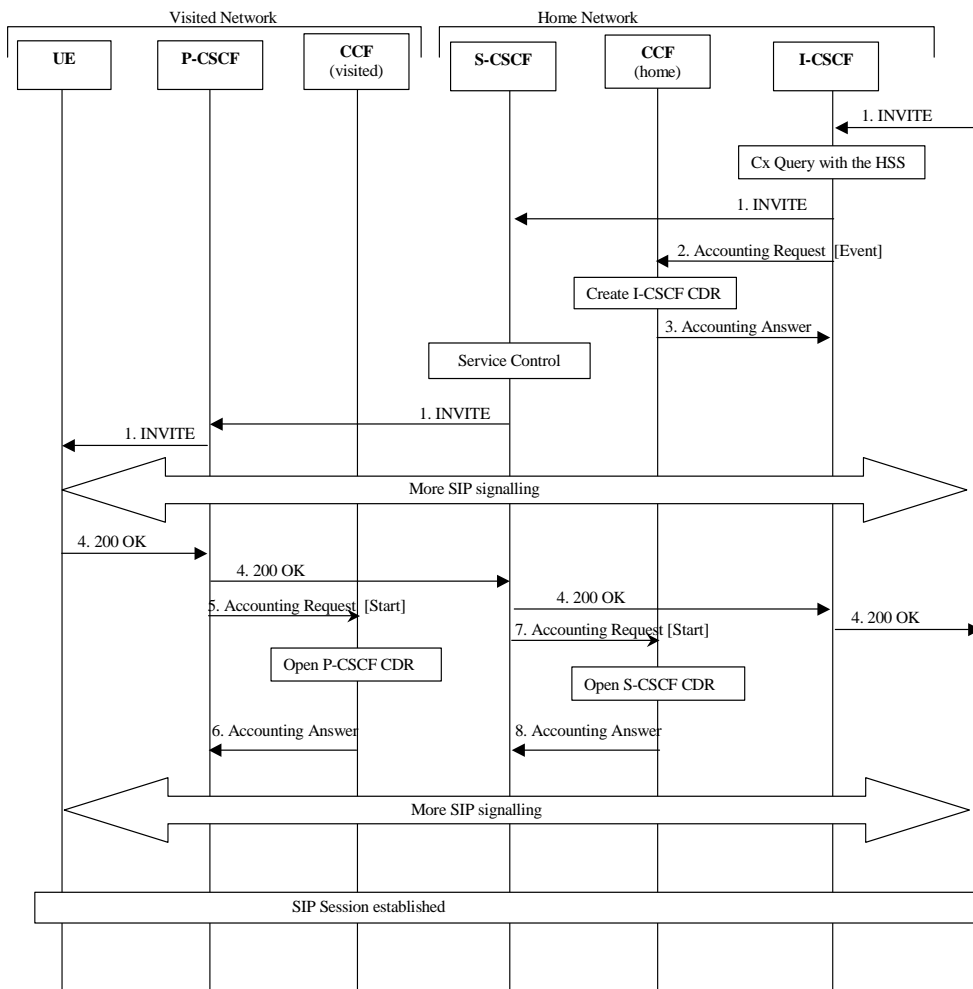 Visited Network
Home Network
UE
P-CSCF
CCF
(visited)
S-CSCF
CCF
(home)
I-CSCF
1. INVITE
Cx Query with the HSS
1. INVITE
2. Accounting Request [Event]
Create I-CSCF CDR
3. Accounting Answer
Service Control
1. INVITE
1. INVITE
More SIP signalling
4. 200 OK
4. 200 OK
5. Accounting Request [Start]
4. 200 OK
7. Accounting Request [Start]
4. 200 OK
Open P-CSCF CDR
Open S-CSCF CDR
6. Accounting Answer
8. Accounting Answer
More SIP signalling
SIP Session established